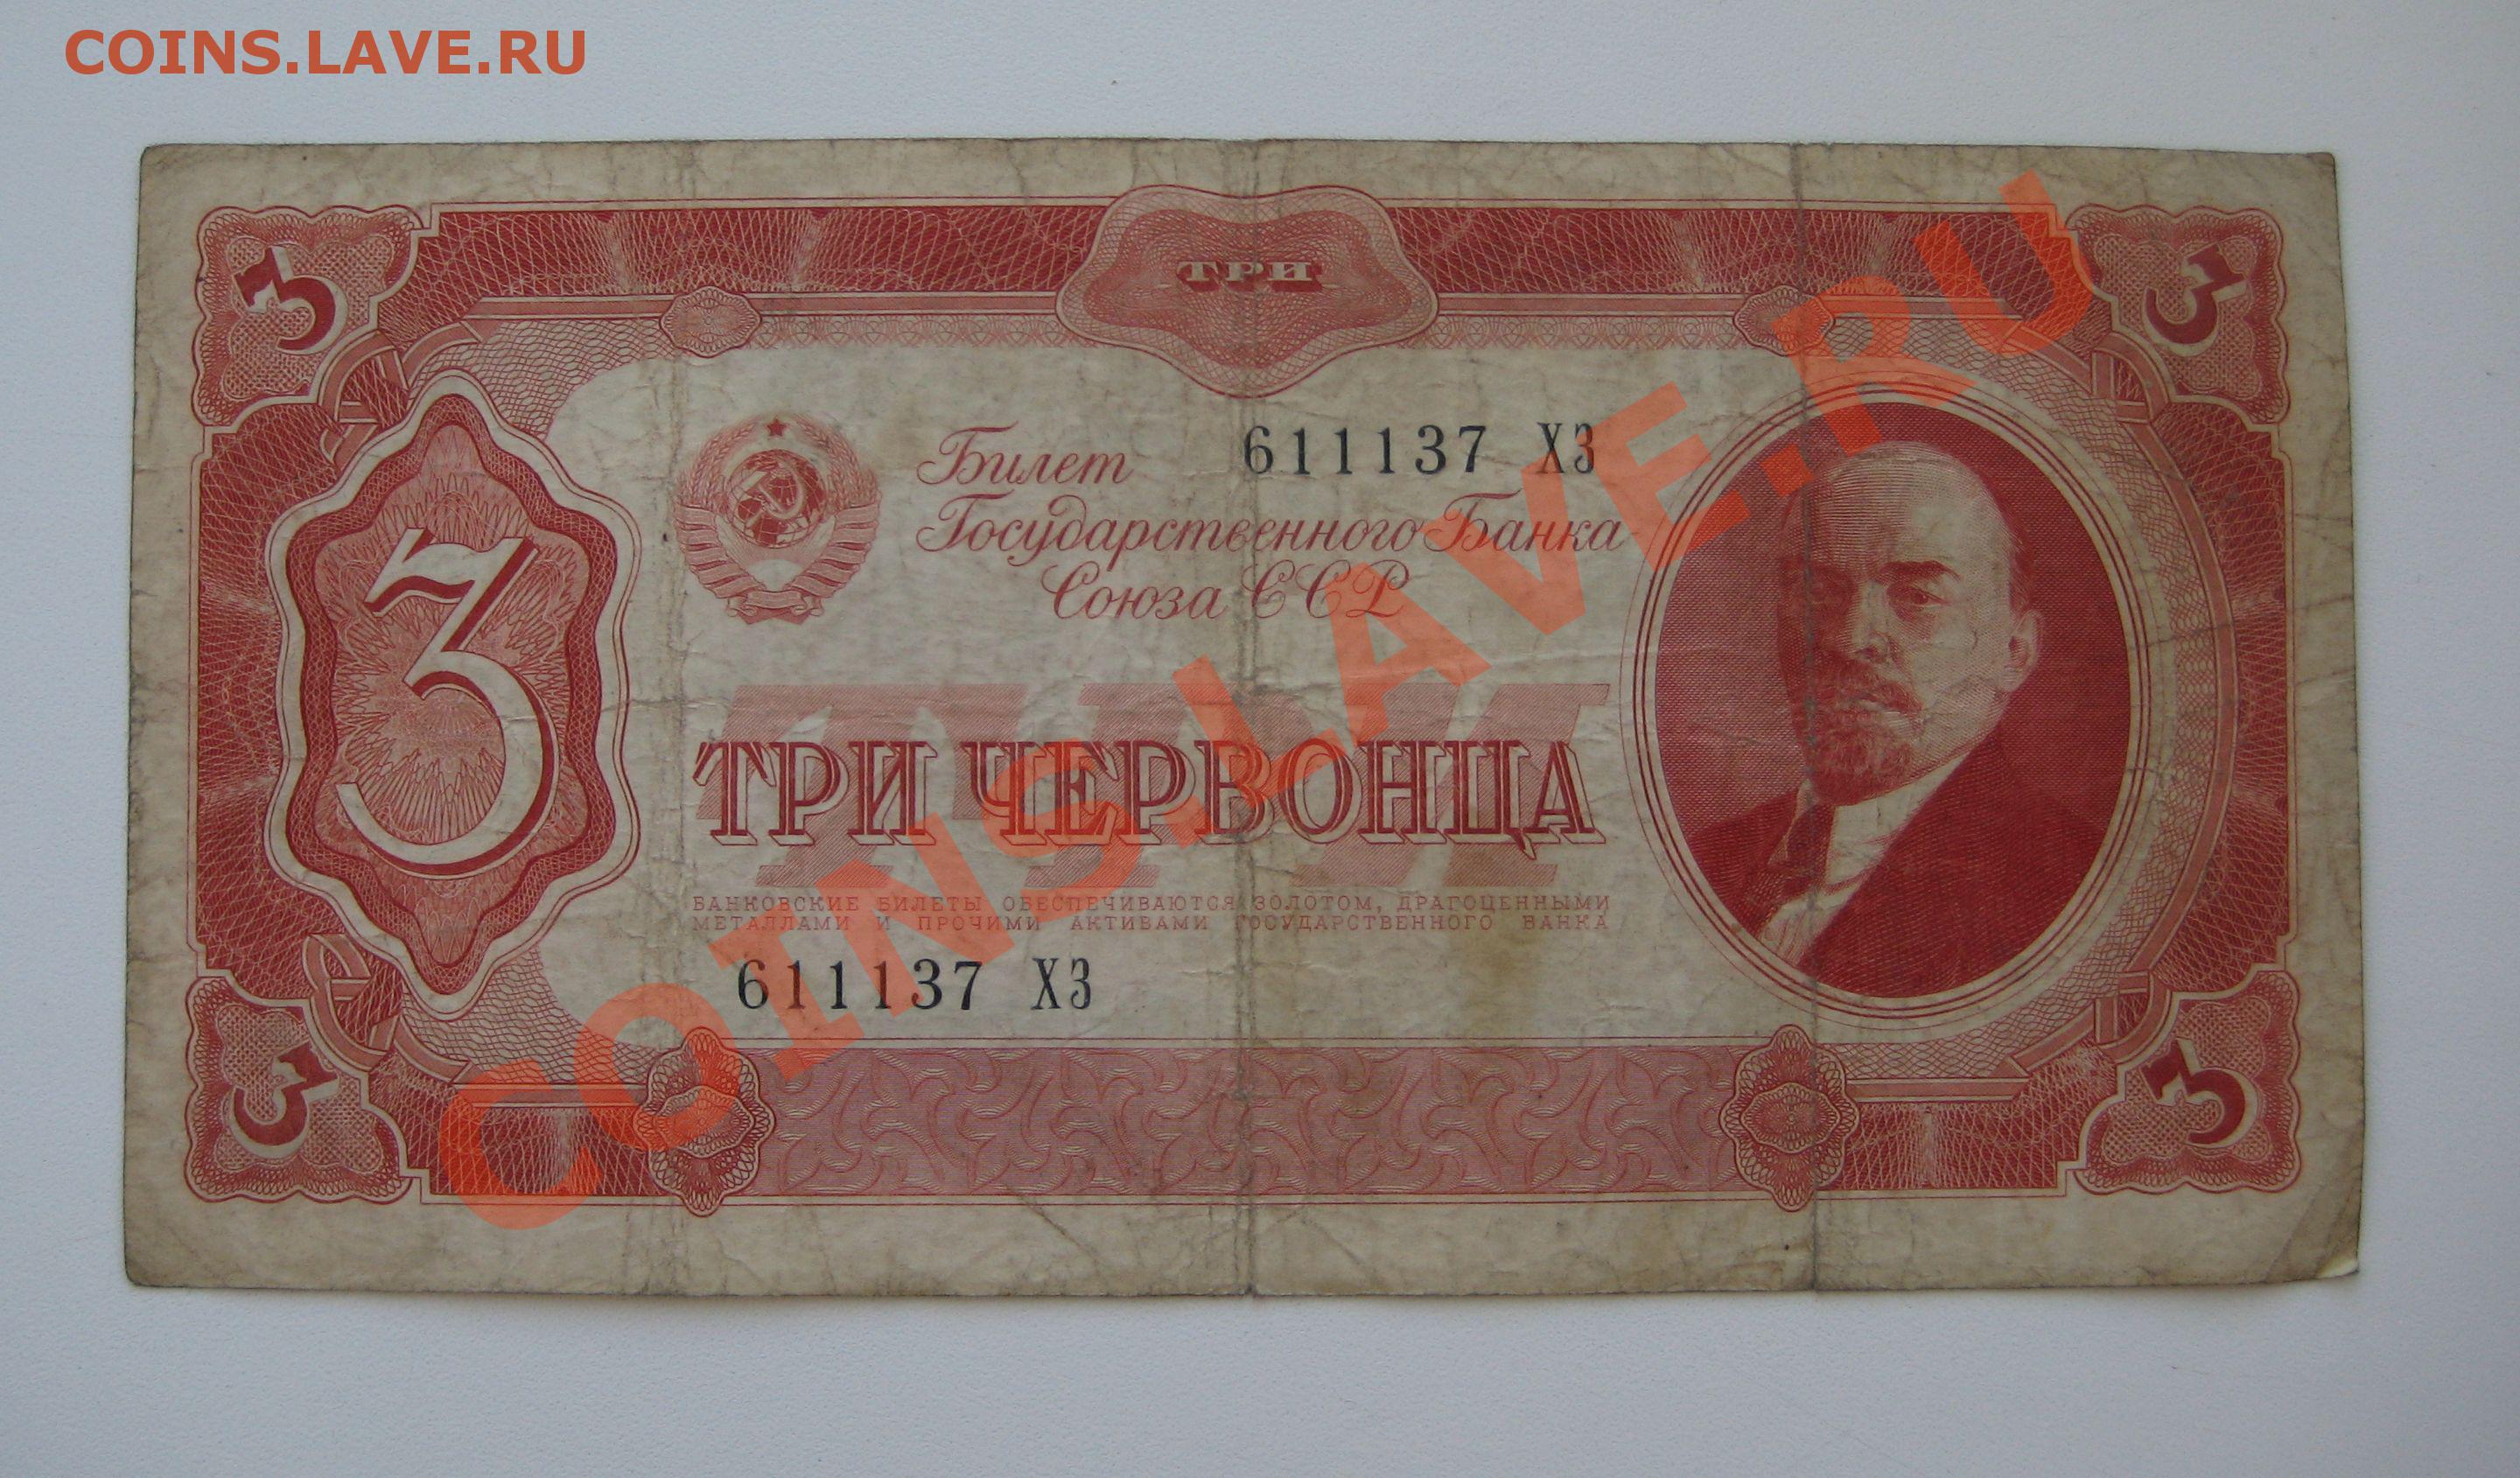 COINS.LAVE.RU
3 3
ТРИ
Билет 611137 ХЗ
Государственного Банка
Союза ССР
3
ТРИ
ТРИ ЧЕРВОНЦА
БАНКОВСКИЕ БИЛЕТЫ ОБЕСПЕЧИВАЮТСЯ ЗОЛОТОМ, ДРАГОЦЕННЫМИ
МЕТАЛЛАМИ И ПРОЧИМИ АКТИВАМИ ГОСУДАРСТВЕННОГО БАНКА
611137 ХЗ
3 3
COINS.LAVE.RU